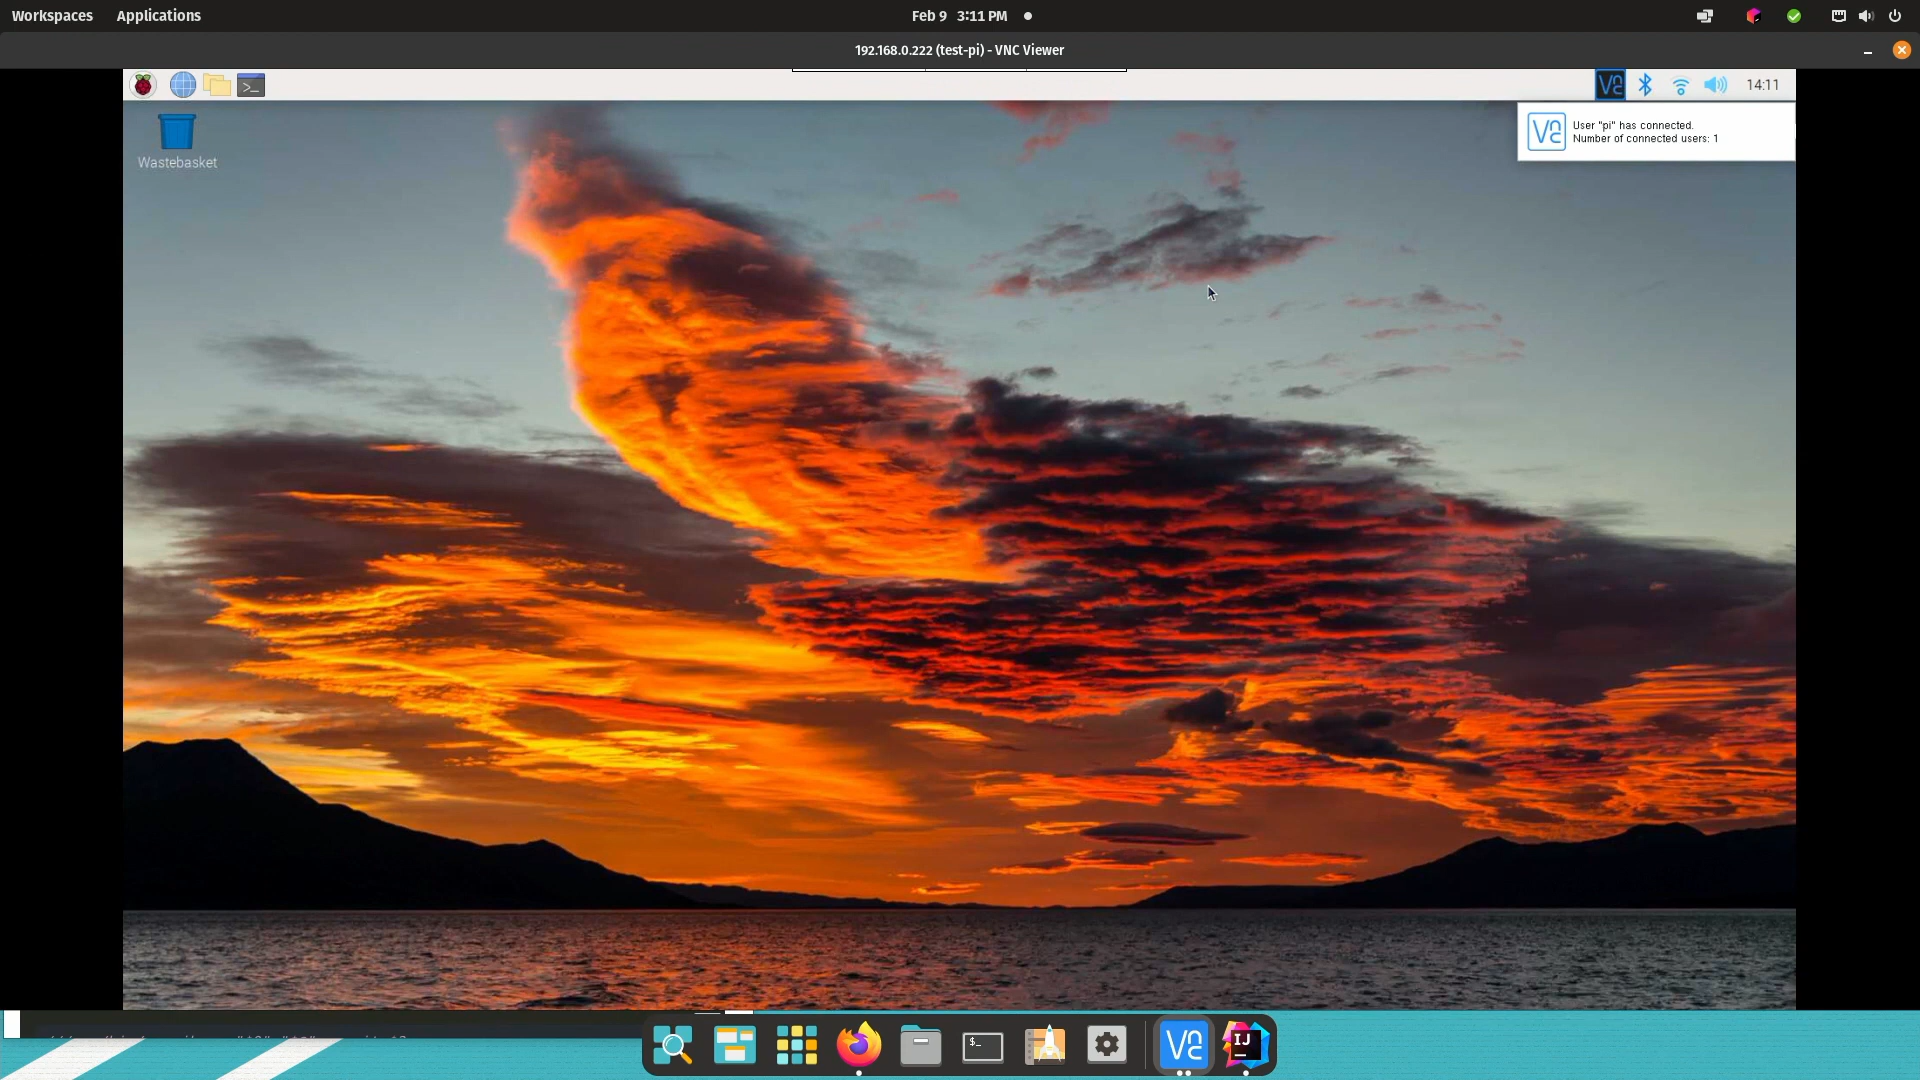 Workspaces Applications Feb 9 3:11 PM
192.168.0.222 (test-pi) - VNC Viewer
14:11
User "pi" has connected.
Number of connected users: 1
Wastebasket
IJ